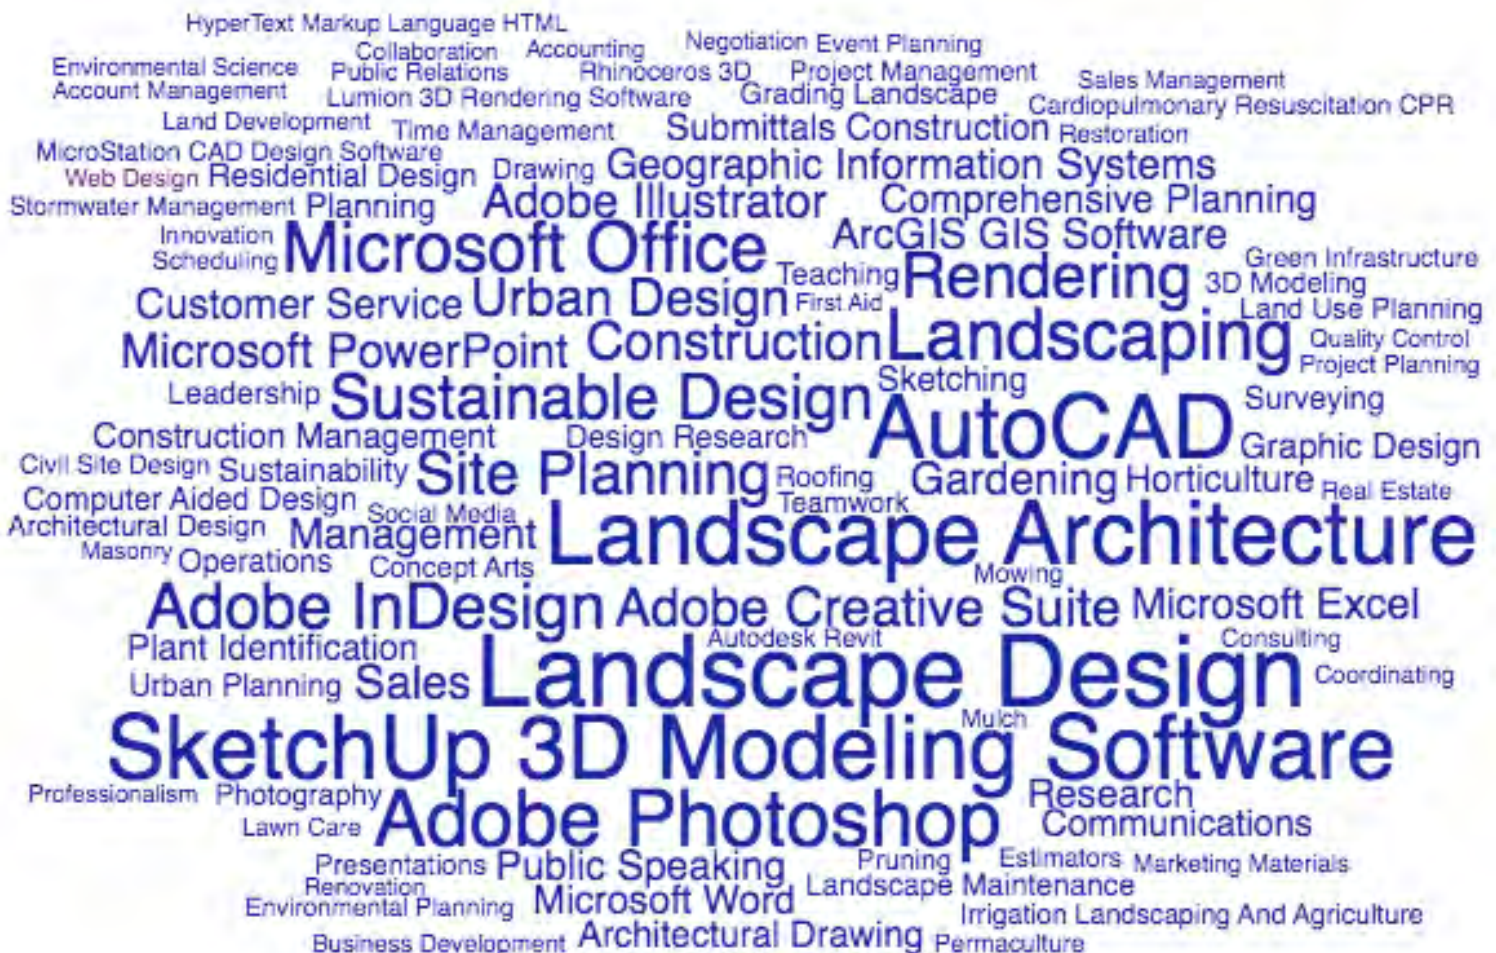 HyperText Markup Language HTML
Collaboration Accounting Negotiation Event Planning
Environmental Science Public Relations Rhinoceros 3D Project Management Sales Management
Account Management Lumion 3D Rendering Software Grading Landscape Cardiopulmonary Resuscitation CPR
Land Development Time Management Submittals Construction Restoration
MicroStation CAD Design Software Drawing Geographic Information Systems
Web Design Residential Design
Stormwater Management Planning Adobe Illustrator Comprehensive Planning
Innovation Microsoft Office ArcGIS GIS Software
Scheduling Teaching Rendering Green Infrastructure
3D Modeling
Customer Service Urban Design First Aid Land Use Planning
Microsoft PowerPoint Construction Landscaping Quality Control
Project Planning
Leadership Sustainable Design Sketching AutoCAD Surveying
Construction Management Design Research Graphic Design
Civil Site Design Sustainability Site Planning Roofing Gardening Horticulture Real Estate
Computer Aided Design Social Media Teamwork
Architectural Design Management Landscape Architecture
Masonry Operations Concept Arts Mowing
Adobe InDesign Adobe Creative Suite Microsoft Excel
Plant Identification Autodesk Revit Consulting
Urban Planning Sales Landscape Design Coordinating
SketchUp 3D Modeling Software Mulch
Professionalism Photography Adobe Photoshop Research
Lawn Care Communications
Presentations Public Speaking Pruning Estimators Marketing Materials
Renovation Landscape Maintenance
Environmental Planning Microsoft Word Irrigation Landscaping And Agriculture
Business Development Architectural Drawing Permaculture